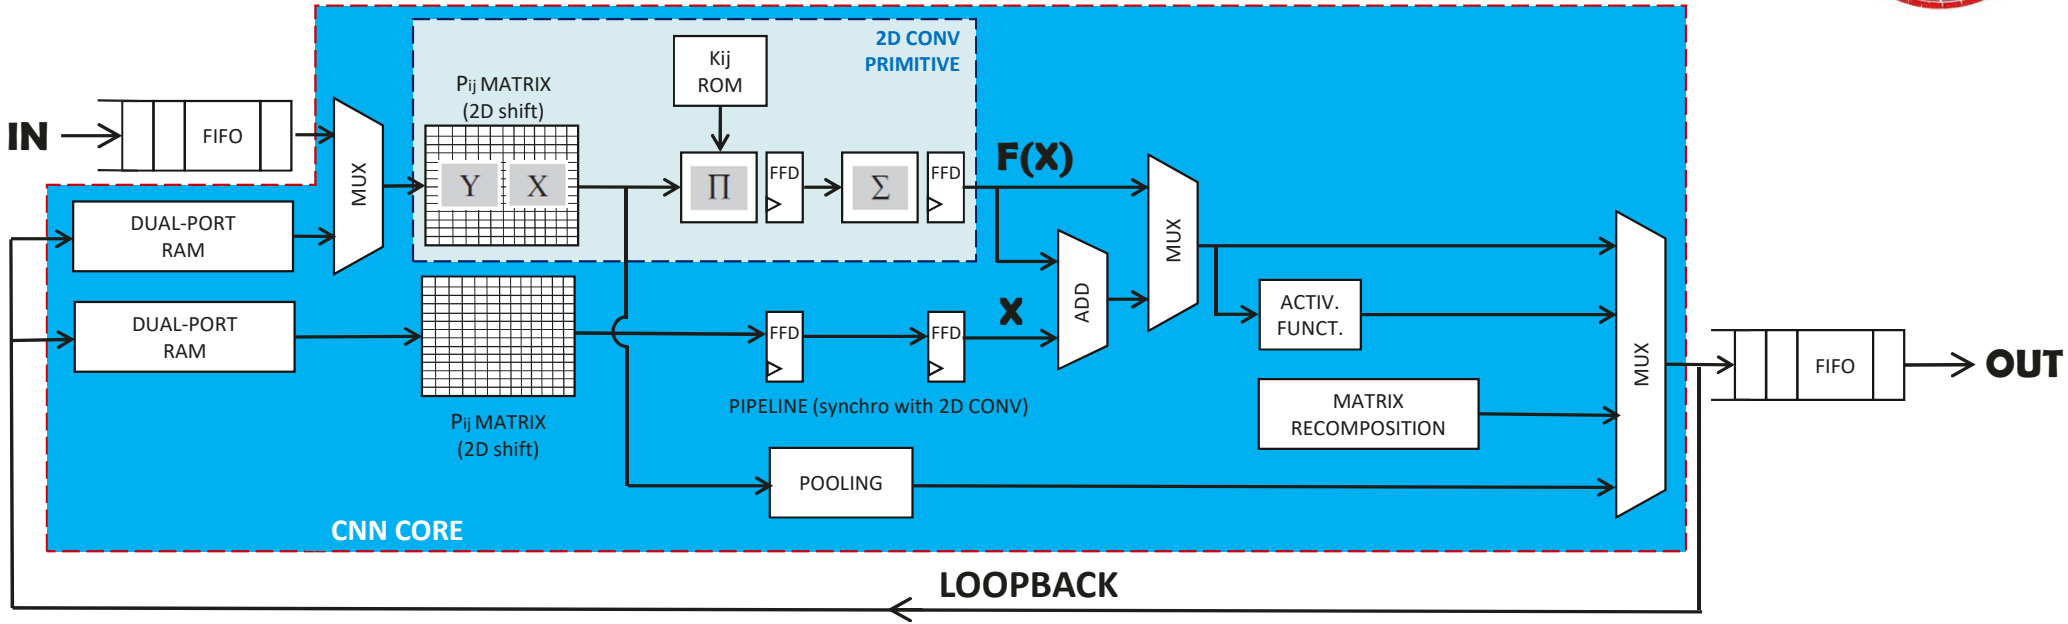 2D CONV
PRIMITIVE
Kij
ROM
Pij MATRIX
(2D shift)
IN
FIFO
MUX
Y
X
Π
FFD
Σ
FFD
F(X)
DUAL-PORT
RAM
MUX
ADD
DUAL-PORT
RAM
FFD
FFD
X
ACTIV.
FUNCT.
MUX
FIFO
OUT
PIPELINE (synchro with 2D CONV)
Pij MATRIX
(2D shift)
MATRIX
RECOMPOSITION
POOLING
CNN CORE
LOOPBACK